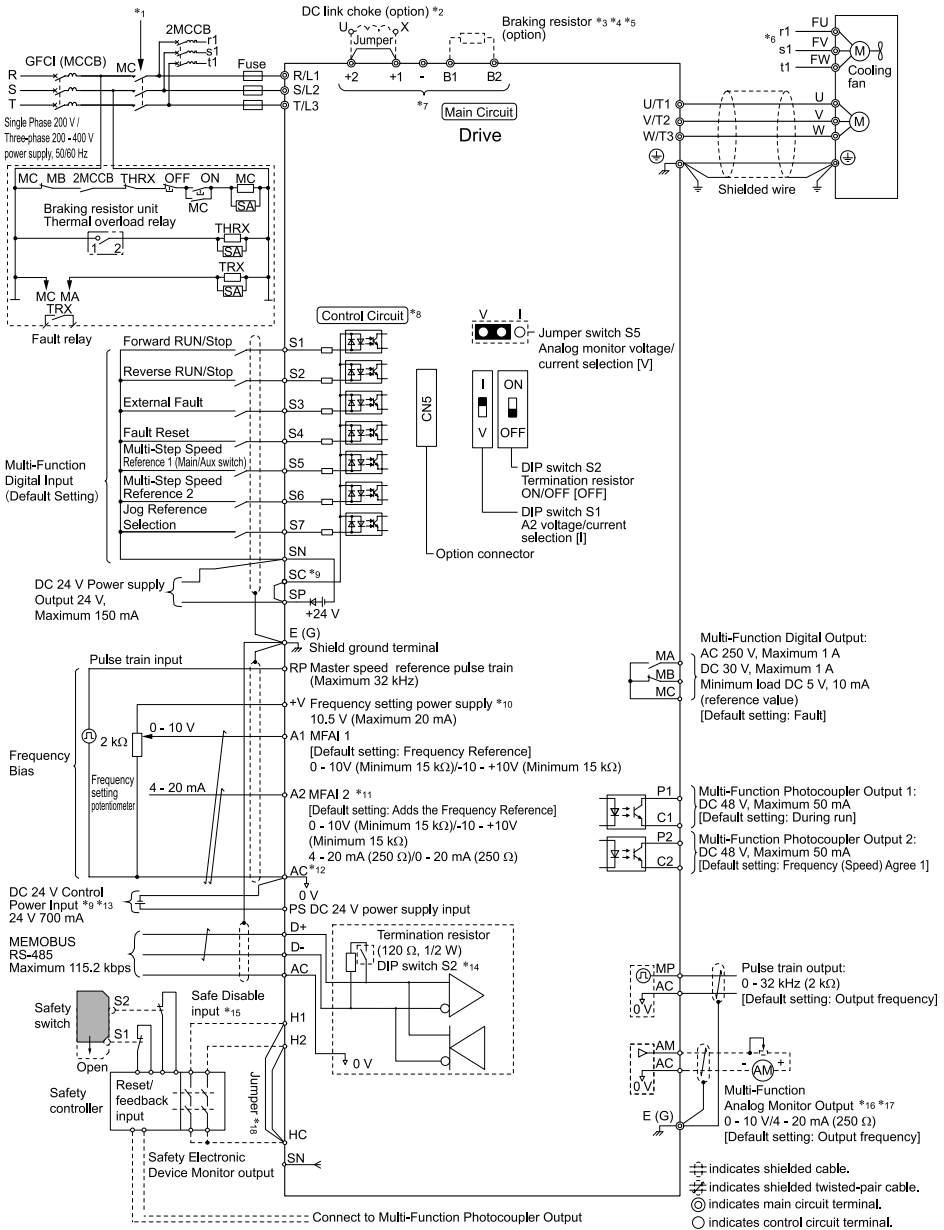 *1
DC link choke (option) *2
U X
Jumper
+2 +1 - B1 B2
*7
Braking resistor *3 *4 *5
(option)
Main Circuit
Drive
2MCCB
r1
s1
t1
GFCI (MCCB)
MC
Fuse
R
S
T
R/L1
S/L2
T/L3
Single Phase 200 V /
Three-phase 200 - 400 V
power supply, 50/60 Hz
*6
r1
s1
t1
FU
FV
FW
M
Cooling
fan
U/T1
V/T2
W/T3
U
V
W
M
Shielded wire
MC MB 2MCCB THRX OFF ON MC
MC
SA
Braking resistor unit
Thermal overload relay
1 2
THRX
SA
TRX
SA
MC MA
TRX
Fault relay
Control Circuit *8
Multi-Function
Digital Input
(Default Setting)
Forward RUN/Stop
S1
Reverse RUN/Stop
S2
External Fault
S3
Fault Reset
S4
Multi-Step Speed
Reference 1 (Main/Aux switch)
S5
Multi-Step Speed
Reference 2
S6
Jog Reference
Selection
S7
SN
SC *9
SP
+24 V
DC 24 V Power supply
Output 24 V,
Maximum 150 mA
CN5
Option connector
V I
Jumper switch S5
Analog monitor voltage/
current selection [V]
I
V
ON
OFF
DIP switch S2
Termination resistor
ON/OFF [OFF]
DIP switch S1
A2 voltage/current
selection [I]
E (G)
Shield ground terminal
Pulse train input
RP Master speed reference pulse train
(Maximum 32 kHz)
+V Frequency setting power supply *10
10.5 V (Maximum 20 mA)
Frequency
Bias
2 kΩ
0 - 10 V
Frequency
setting
potentiometer
A1 MFAI 1
[Default setting: Frequency Reference]
0 - 10V (Minimum 15 kΩ)/-10 - +10V (Minimum 15 kΩ)
4 - 20 mA
A2 MFAI 2 *11
[Default setting: Adds the Frequency Reference]
0 - 10V (Minimum 15 kΩ)/-10 - +10V
(Minimum 15 kΩ)
4 - 20 mA (250 Ω)/0 - 20 mA (250 Ω)
AC *12
0 V
DC 24 V Control
Power Input *9 *13
24 V 700 mA
PS DC 24 V power supply input
MEMOBUS
RS-485
Maximum 115.2 kbps
D+
D-
AC
Termination resistor
(120 Ω, 1/2 W)
DIP switch S2 *14
0 V
MA
MB
MC
Multi-Function Digital Output:
AC 250 V, Maximum 1 A
DC 30 V, Maximum 1 A
Minimum load DC 5 V, 10 mA
(reference value)
[Default setting: Fault]
P1
C1
Multi-Function Photocoupler Output 1:
DC 48 V, Maximum 50 mA
[Default setting: During run]
P2
C2
Multi-Function Photocoupler Output 2:
DC 48 V, Maximum 50 mA
[Default setting: Frequency (Speed) Agree 1]
MP
AC
0 V
Pulse train output:
0 - 32 kHz (2 kΩ)
[Default setting: Output frequency]
AM
AC
0 V
- +
AM
E (G)
Multi-Function
Analog Monitor Output *16 *17
0 - 10 V/4 - 20 mA (250 Ω)
[Default setting: Output frequency]
Safety
switch
S2
S1
Open
Safety
controller
Reset/
feedback
input
Safe Disable
input *15
H1
H2
Jumper *18
HC
SN
Safety Electronic
Device Monitor output
Connect to Multi-Function Photocoupler Output
indicates shielded cable.
indicates shielded twisted-pair cable.
indicates main circuit terminal.
indicates control circuit terminal.